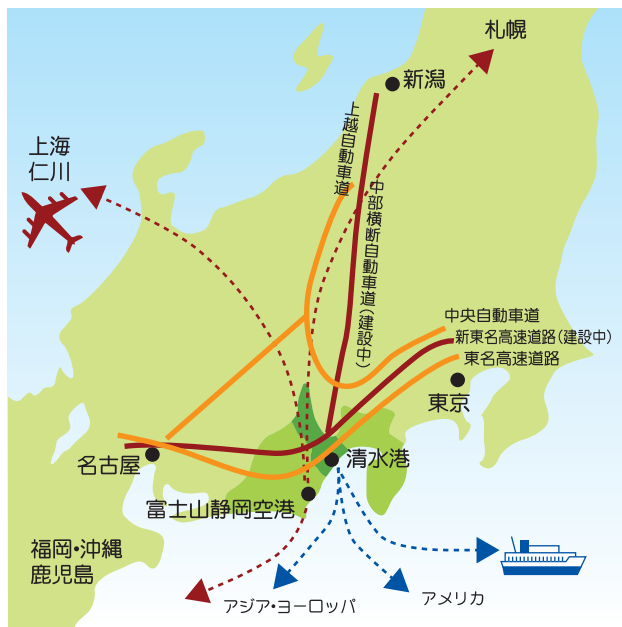 札幌
新潟
上海
仁川
上越自動車道
中部横断自動車道(建設中)
中央自動車道
新東名高速道路(建設中)
東名高速道路
東京
名古屋
清水港
富士山静岡空港
福岡・沖縄
鹿児島
アジア・ヨーロッパ
アメリカ